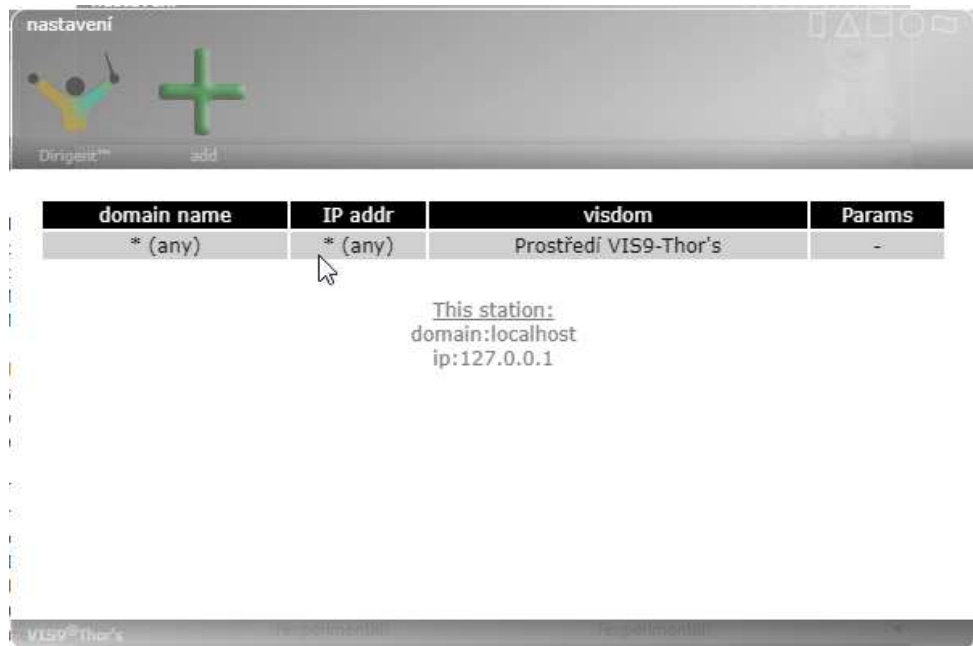 nastavení
Dirigent™ add
domain name IP addr visdom Params
* (any) * (any) Prostředí VIS9-Thor's -
This station:
domain:localhost
ip:127.0.0.1
VIS9®Thor's